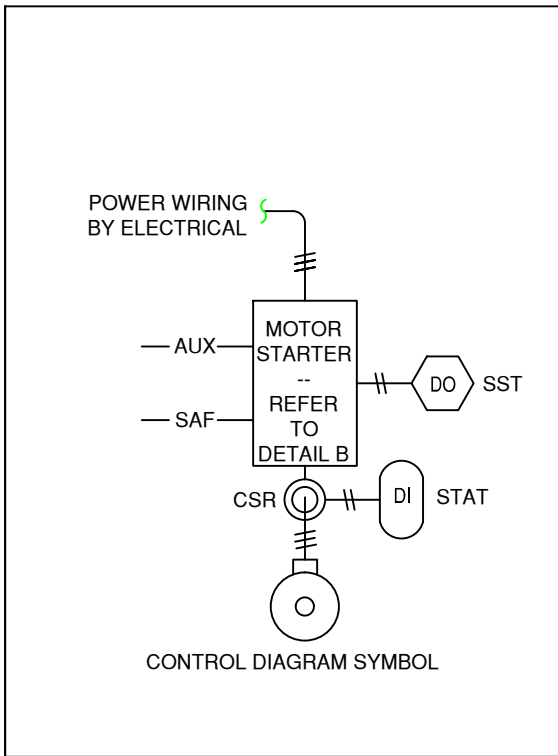 POWER WIRING
BY ELECTRICAL
MOTOR
STARTER
--
REFER
TO
DETAIL B
AUX
SAF
DO
SST
CSR
DI
STAT
CONTROL DIAGRAM SYMBOL